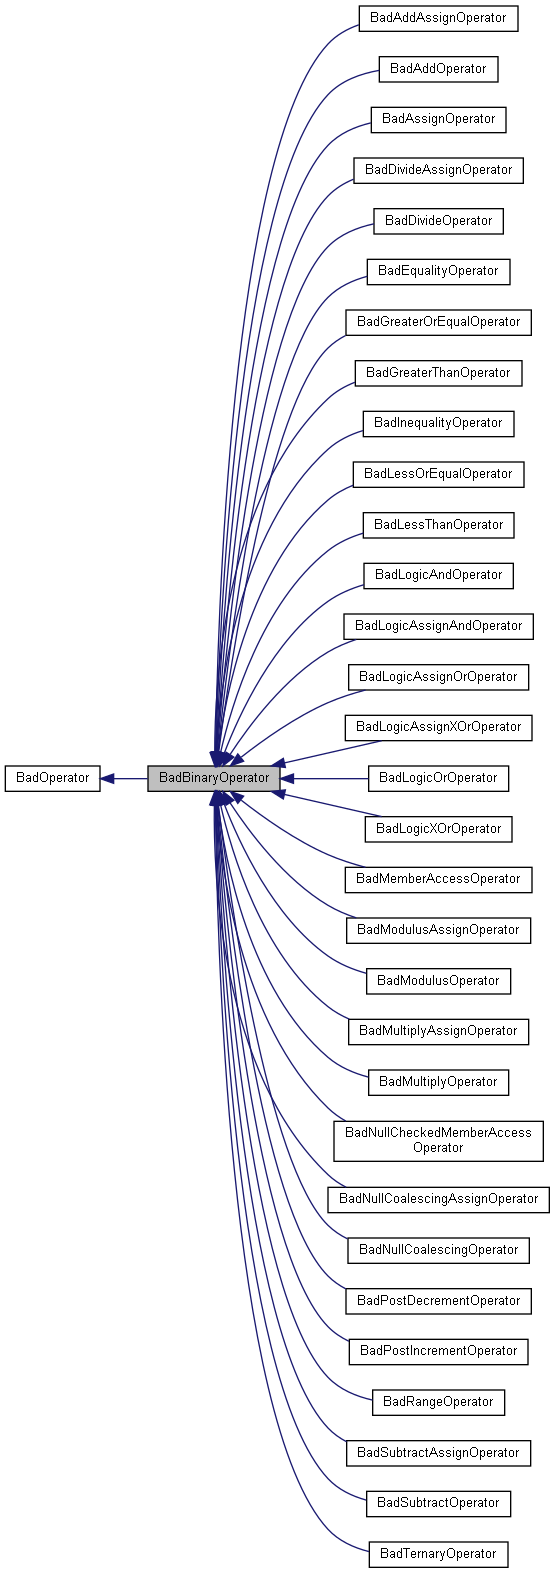 BadAddAssignOperator
BadAddOperator
BadAssignOperator
BadDivideAssignOperator
BadDivideOperator
BadEqualityOperator
BadGreaterOrEqualOperator
BadGreaterThanOperator
BadInequalityOperator
BadLessOrEqualOperator
BadLessThanOperator
BadLogicAndOperator
BadLogicAssignAndOperator
BadLogicAssignOrOperator
BadLogicAssignXOrOperator
BadOperator
BadBinaryOperator
BadLogicOrOperator
BadLogicXOrOperator
BadMemberAccessOperator
BadModulusAssignOperator
BadModulusOperator
BadMultiplyAssignOperator
BadMultiplyOperator
BadNullCheckedMemberAccess
Operator
BadNullCoalescingAssignOperator
BadNullCoalescingOperator
BadPostDecrementOperator
BadPostIncrementOperator
BadRangeOperator
BadSubtractAssignOperator
BadSubtractOperator
BadTernaryOperator